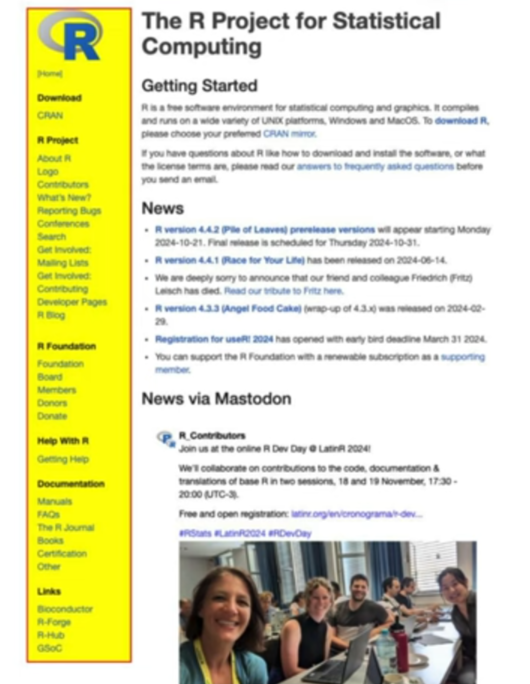 R
[Home]
Download
CRAN
R Project
About R
Logo
Contributors
What's New?
Reporting Bugs
Conferences
Search
Get Involved:
Mailing Lists
Get Involved:
Contributing
Developer Pages
R Blog
R Foundation
Foundation
Board
Members
Donors
Donate
Help With R
Getting Help
Documentation
Manuals
FAQs
The R Journal
Books
Certification
Other
Links
Bioconductor
R-Forge
R-Hub
GSoC
The R Project for Statistical
Computing
Getting Started
R is a free software environment for statistical computing and graphics. It compiles
and runs on a wide variety of UNIX platforms, Windows and MacOS. To download R,
please choose your preferred CRAN mirror.
If you have questions about R like how to download and install the software, or what
the license terms are, please read our answers to frequently asked questions before
you send an email.
News
• R version 4.4.2 (Pile of Leaves) prerelease versions will appear starting Monday
2024-10-21. Final release is scheduled for Thursday 2024-10-31.
• R version 4.4.1 (Race for Your Life) has been released on 2024-06-14.
• We are deeply sorry to announce that our friend and colleague Friedrich (Fritz)
Leisch has died. Read our tribute to Fritz here.
• R version 4.3.3 (Angel Food Cake) (wrap-up of 4.3.x) was released on 2024-02-
29.
• Registration for useR! 2024 has opened with early bird deadline March 31 2024.
• You can support the R Foundation with a renewable subscription as a supporting
member.
News via Mastodon
R_Contributors
Join us at the online R Dev Day @ LatinR 2024!
We'll collaborate on contributions to the code, documentation &
translations of base R in two sessions, 18 and 19 November, 17:30 -
20:00 (UTC-3).
Free and open registration: latinr.org/en/cronograma/r-dev...
#RStats #LatinR2024 #RDevDay